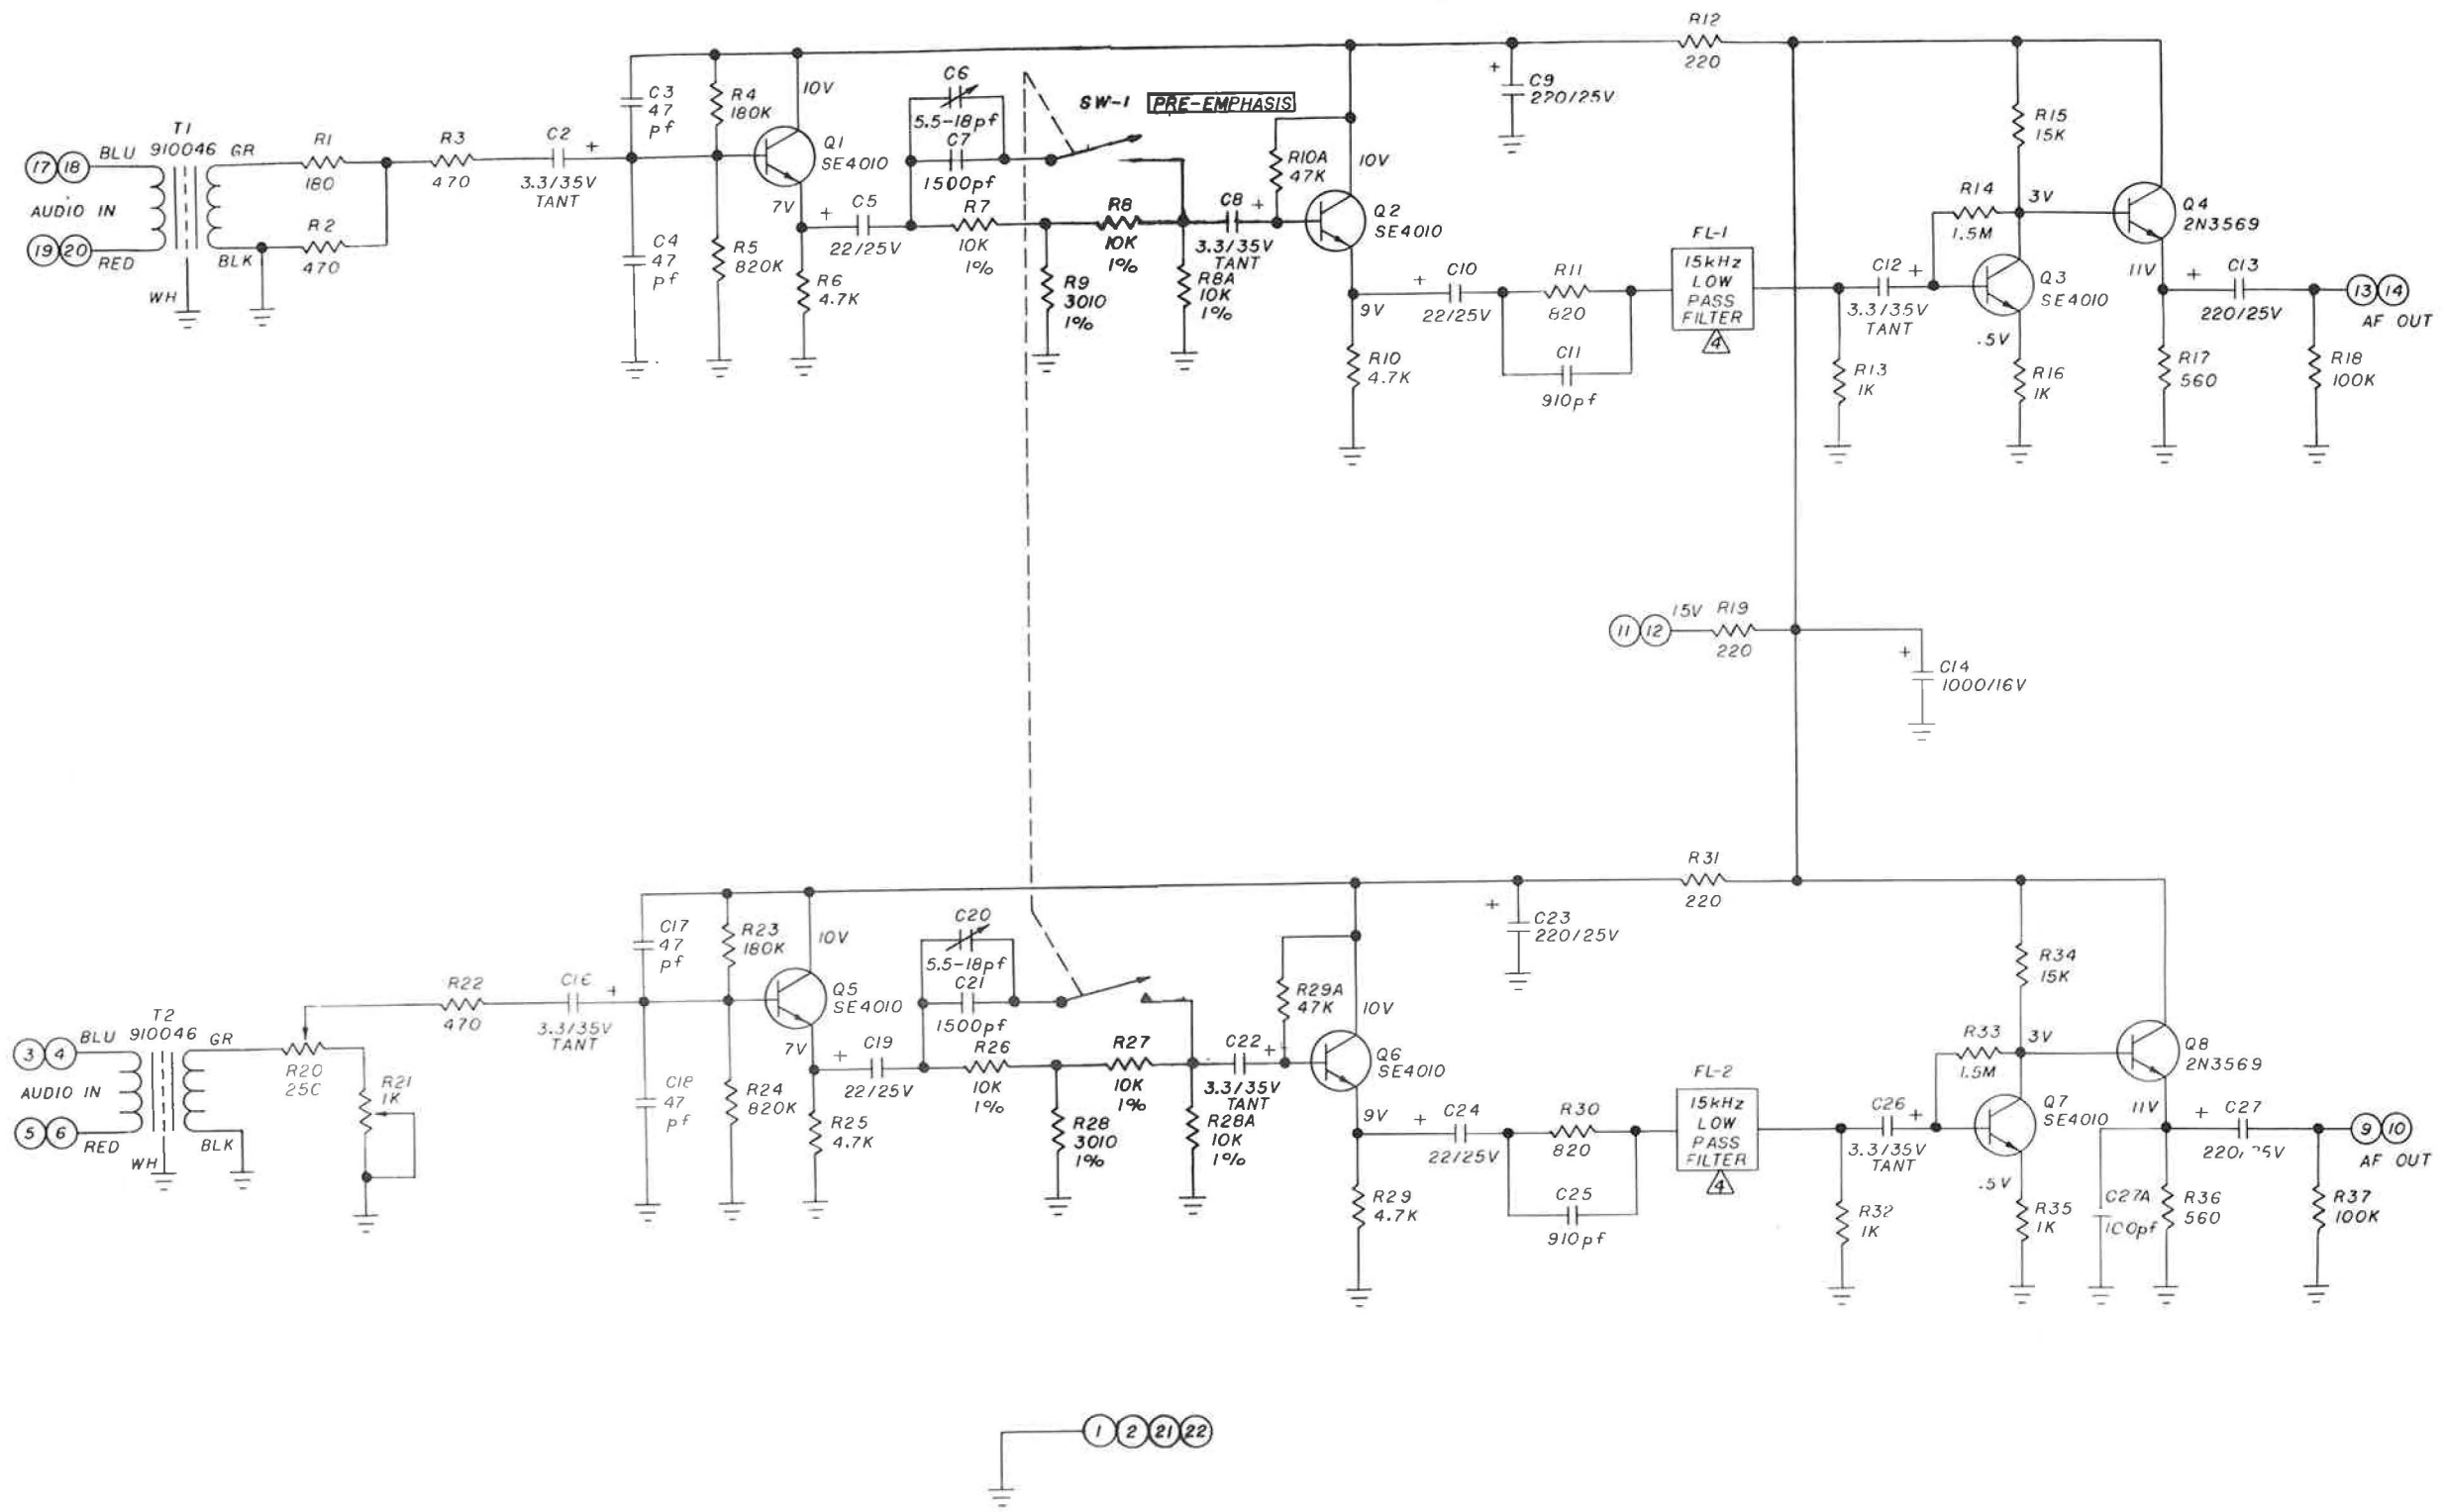 R12
220
C3
47
pf
R4
180K
10V
C6
5.5-18pf
C7
1500pf
SW-1 PRE-EMPHASIS
C9
220/25V
R15
15K
17 18 BLU
T1
910046
GR
AUDIO IN
19 20 RED
WH
BLK
R1
180
R2
470
R3
470
C2
+
3.3/35V
TANT
C4
47
pf
R5
820K
Q1
SE4010
7V
R6
4.7K
+
C5
22/25V
R7
10K
1%
R8
10K
1%
R9
3010
1%
C8 +
3.3/35V
TANT
R8A
10K
1%
R10A
47K
10V
Q2
SE4010
9V
R10
4.7K
+
C10
22/25V
R11
820
C11
910pf
FL-1
15kHz
LOW
PASS
FILTER
4
R13
1K
C12 +
3.3/35V
TANT
R14
1.5M
3V
Q3
SE4010
.5V
R16
1K
Q4
2N3569
11V
+
C13
220/25V
R17
560
R18
100K
13 14
AF OUT
11 12 15V R19
220
+
C14
1000/16V
R31
220
C17
47
pf
R23
180K
10V
C20
5.5-18pf
C21
1500pf
+
C23
220/25V
R34
15K
3 4 BLU
T2
910046
GR
AUDIO IN
5 6 RED
WH
BLK
R20
R21
1K
R22
470
+
3.3/35V
TANT
C18
47
pf
R24
820K
Q5
SE4010
7V
R25
4.7K
+
C19
22/25V
R26
10K
1%
R27
10K
1%
R28
3010
1%
C22 +
3.3/35V
TANT
R28A
10K
1%
R29A
47K
10V
Q6
SE4010
9V
R29
4.7K
+
C24
22/25V
R30
820
C25
910pf
FL-2
15kHz
LOW
PASS
FILTER
4
R32
1K
C26 +
3.3/35V
TANT
R33
1.5M
3V
Q7
SE4010
.5V
R35
1K
Q8
2N3569
11V
+
C27
C27A
100pf
R36
560
R37
100K
9 10
AF OUT
1 2 21 22